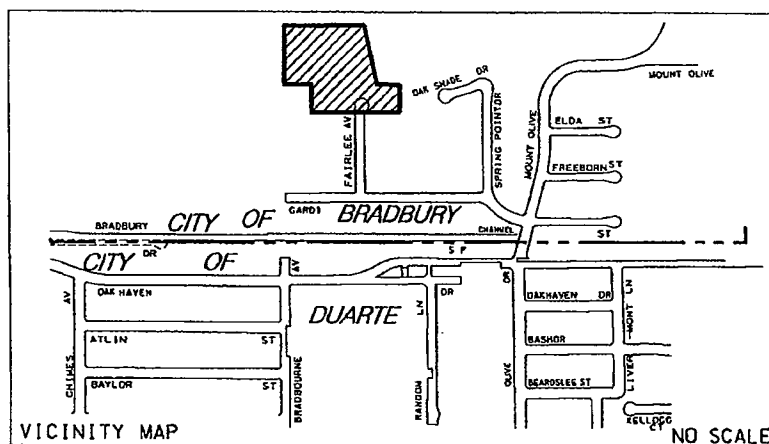 OAK SHADE DR
MOUNT OLIVE
SPRING POINT DR
MOUNT OLIVE
ELDA ST
FAIRLEE AV
FREEBORN ST
GARDI
BRADBURY
CITY OF BRADBURY
CHANNEL
ST
DR
S P
CITY OF
DUARTE
AV
AV
OAK HAVEN
LN
DR
DR
OAKHAVEN DR
MONT LN
ATLIN ST
BASHOR
CHIMES
BAYLOR ST
BRADBOURNE
RANDOM
OLIVE
BEARDSLEE ST
LIVER
KELLOGG
CT
VICINITY MAP
NO SCALE